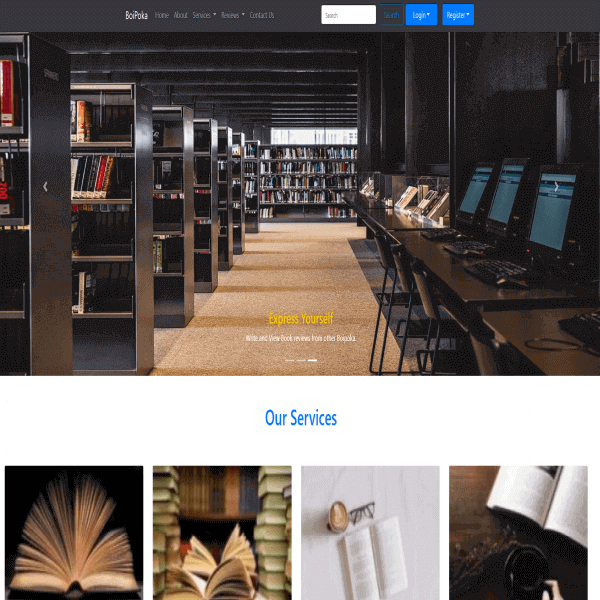 BoiPoka Home About Services Reviews Contact Us Search Search Login Register
Express Yourself
Write and View Book reviews from other Boipoka
Our Services